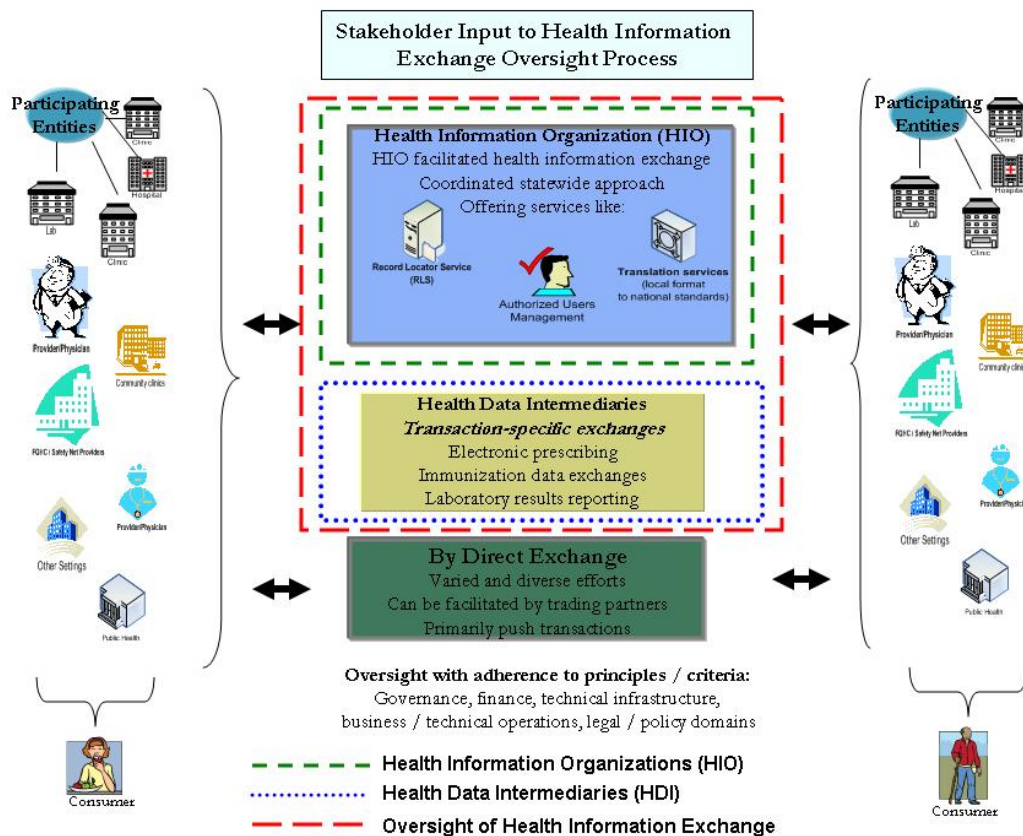 Stakeholder Input to Health Information
Exchange Oversight Process
Participating
Entities
Clinic
Hospital
Lab
Clinic
Provider/Physician
Community clinics
FQHC / Safety Net Providers
Provider/Physician
Other Settings
Public Health
Consumer
Health Information Organization (HIO)
HIO facilitated health information exchange
Coordinated statewide approach
Offering services like:
Record Locator Service
(RLS)
Authorized Users
Management
Translation services
(local format
to national standards)
Health Data Intermediaries
Transaction-specific exchanges
Electronic prescribing
Immunization data exchanges
Laboratory results reporting
By Direct Exchange
Varied and diverse efforts
Can be facilitated by trading partners
Primarily push transactions
Oversight with adherence to principles / criteria:
Governance, finance, technical infrastructure,
business / technical operations, legal / policy domains
Health Information Organizations (HIO)
Health Data Intermediaries (HDI)
Oversight of Health Information Exchange
Participating
Entities
Clinic
Hospital
Lab
Clinic
Provider/Physician
Community clinics
FQHC / Safety Net Providers
Provider/Physician
Other Settings
Public Health
Consumer